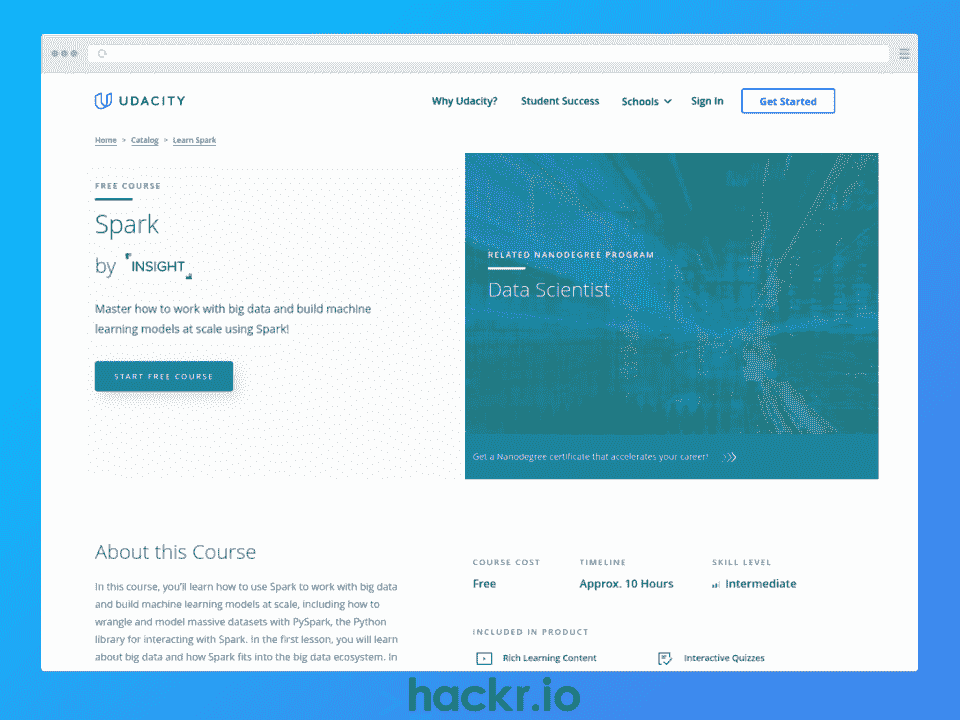 UDACITY
Why Udacity? Student Success Schools Sign In Get Started
Home > Catalog > Learn Spark
FREE COURSE
Spark
by INSIGHT
Master how to work with big data and build machine
learning models at scale using Spark!
START FREE COURSE
RELATED NANODEGREE PROGRAM
Data Scientist
Get a Nanodegree certificate that accelerates your career!
About this Course
In this course, you'll learn how to use Spark to work with big data
and build machine learning models at scale, including how to
wrangle and model massive datasets with PySpark, the Python
library for interacting with Spark. In the first lesson, you will learn
about big data and how Spark fits into the big data ecosystem. In
COURSE COST TIMELINE SKILL LEVEL
Free Approx. 10 Hours Intermediate
INCLUDED IN PRODUCT
Rich Learning Content Interactive Quizzes
hackr.io